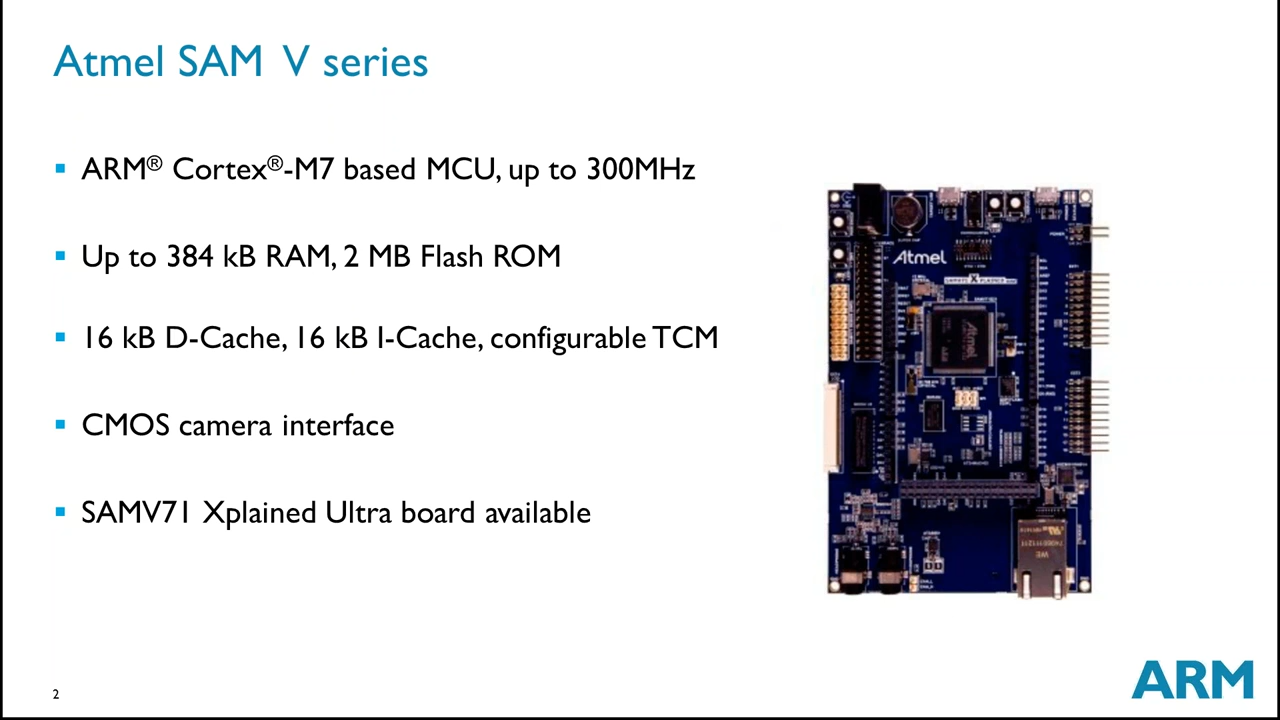 Atmel SAM V series
▪ ARM® Cortex®-M7 based MCU, up to 300MHz
▪ Up to 384 kB RAM, 2 MB Flash ROM
▪ 16 kB D-Cache, 16 kB I-Cache, configurable TCM
▪ CMOS camera interface
▪ SAMV71 Xplained Ultra board available
Atmel
2
ARM